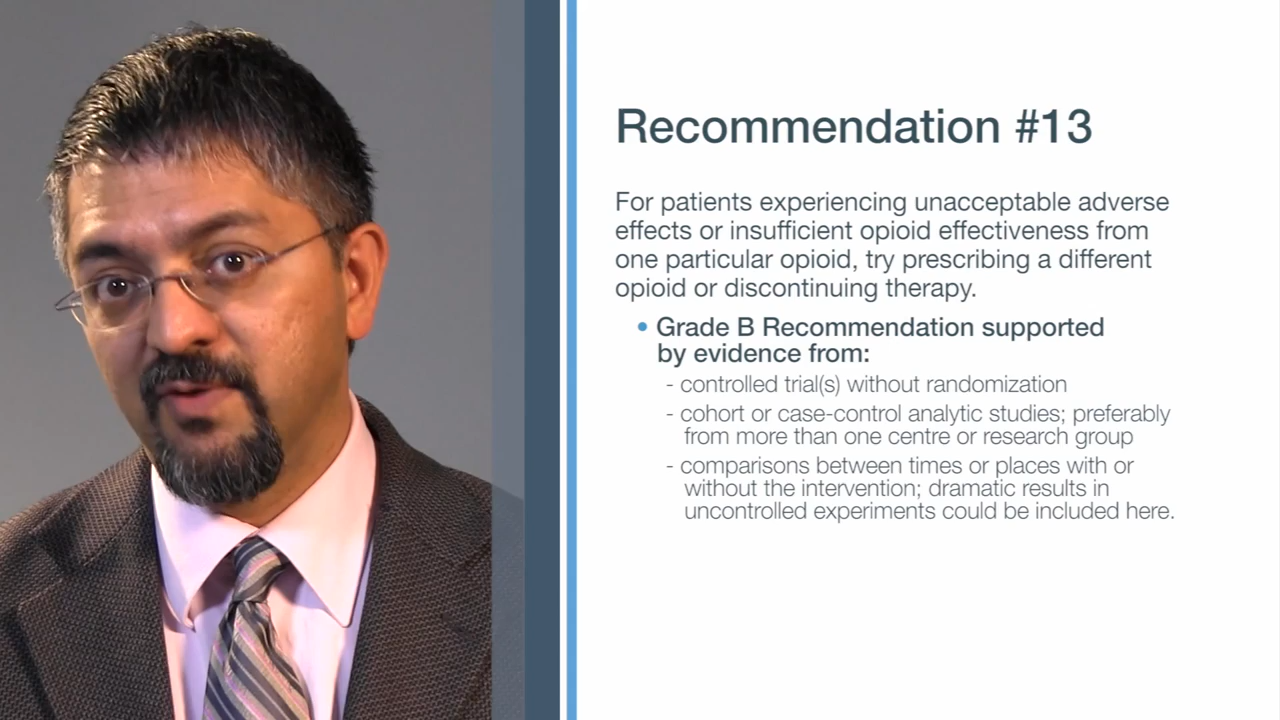 Recommendation #13
For patients experiencing unacceptable adverse
effects or insufficient opioid effectiveness from
one particular opioid, try prescribing a different
opioid or discontinuing therapy.
• Grade B Recommendation supported
by evidence from:
- controlled trial(s) without randomization
- cohort or case-control analytic studies; preferably
from more than one centre or research group
- comparisons between times or places with or
without the intervention; dramatic results in
uncontrolled experiments could be included here.